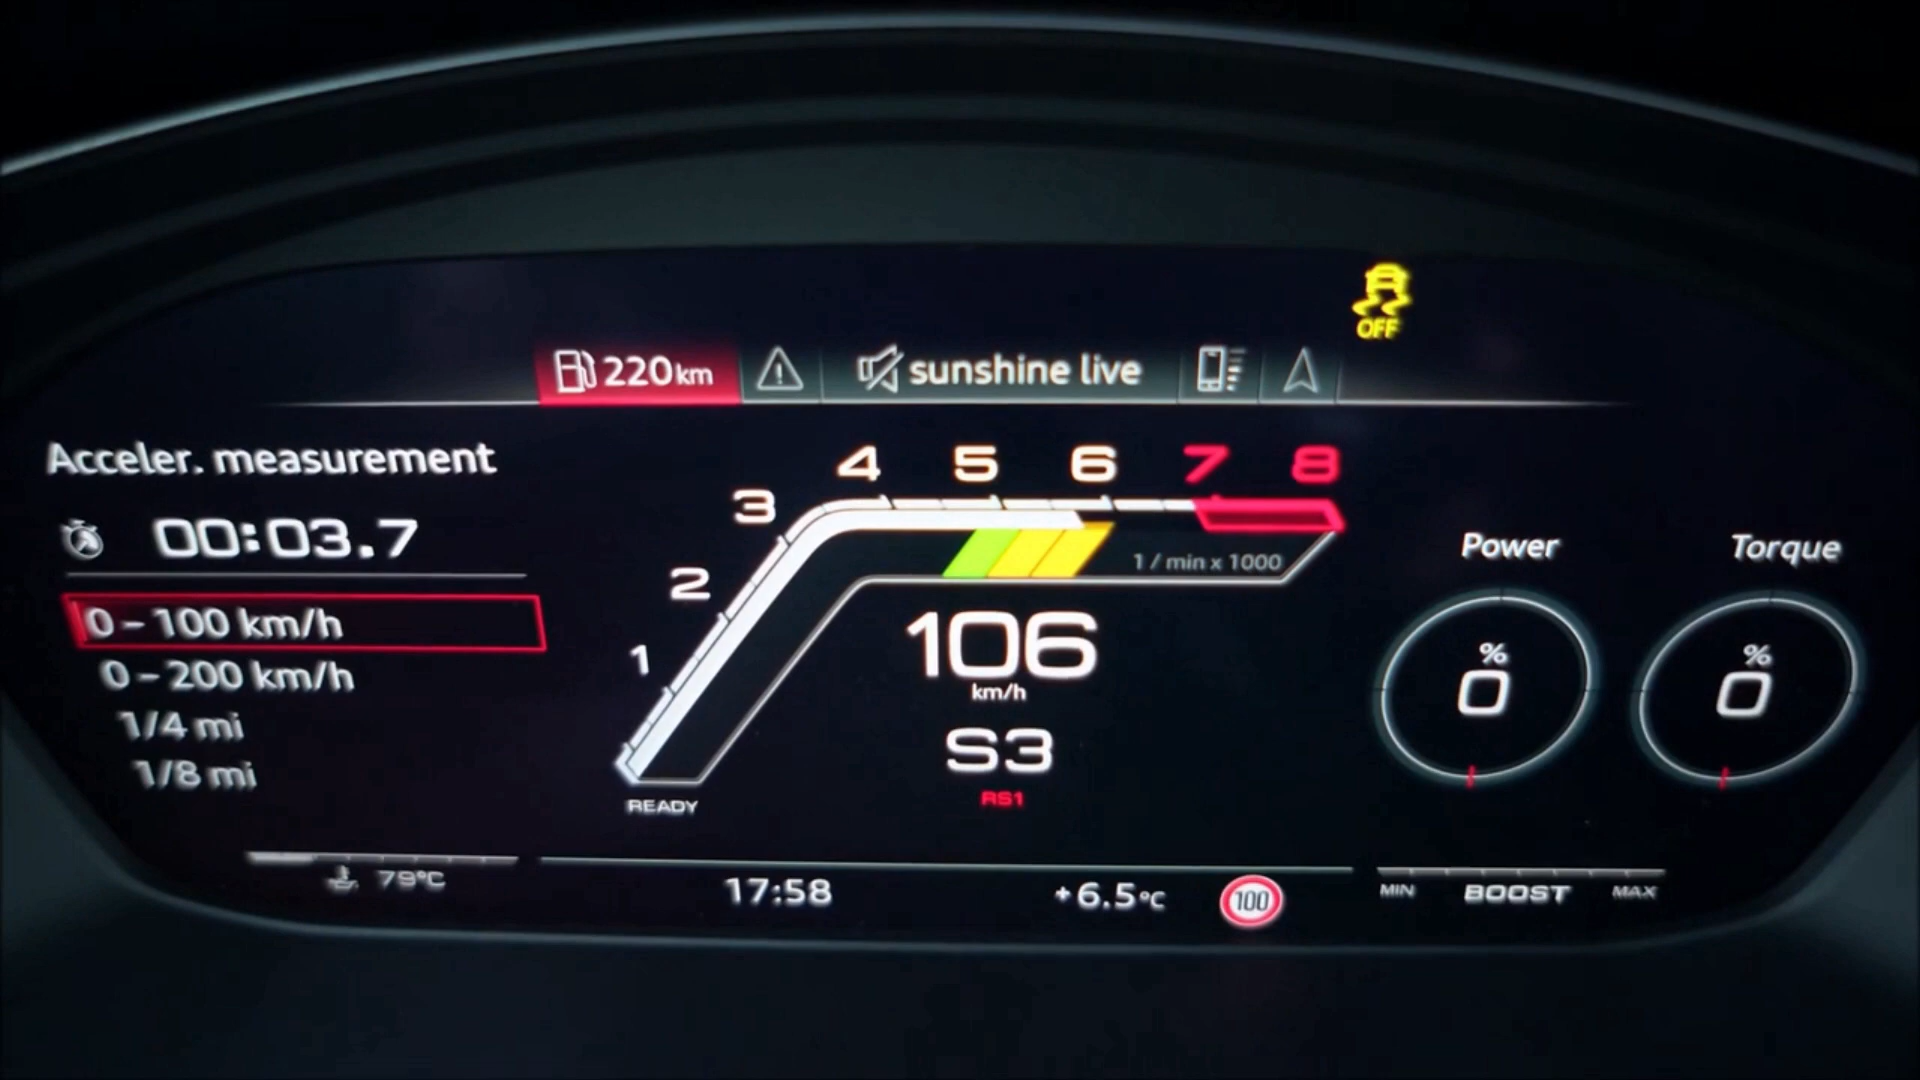 OFF
220 km
sunshine live
Acceler. measurement
00:03.7
0 – 100 km/h
0 – 200 km/h
1/4 mi
1/8 mi
1 2 3 4 5 6 7 8
1 / min x 1000
106
km/h
S3
RS1
READY
Power
% 0
Torque
% 0
79°C
17:58
+6.5°C
100
MIN BOOST MAX